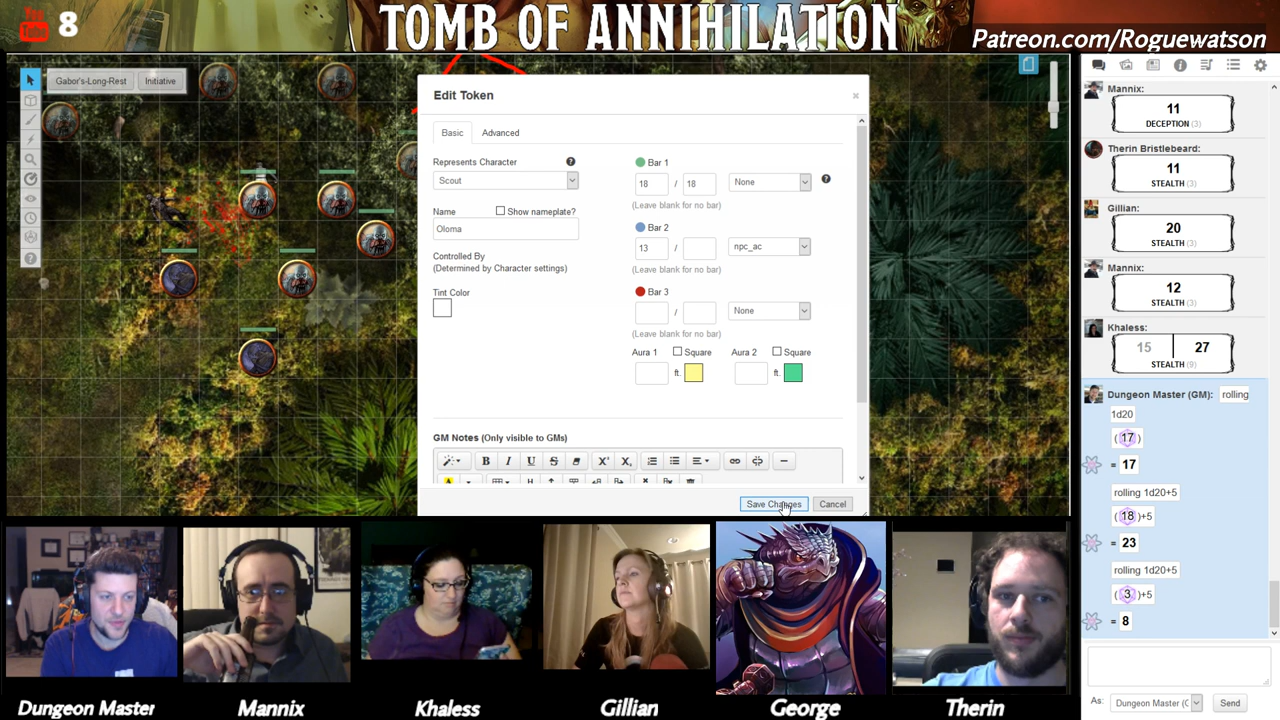 You
Tube
8
TOMB OF ANNIHILATION
Patreon.com/Roguewatson
Gabor's-Long-Rest
Initiative
Edit Token
×
Basic
Advanced
Represents Character
?
Scout
Name
Show nameplate?
Oloma
Controlled By
(Determined by Character settings)
Tint Color
Bar 1
18 / 18
None
?
(Leave blank for no bar)
Bar 2
13 /
npc_ac
(Leave blank for no bar)
Bar 3
/
None
(Leave blank for no bar)
Aura 1
Square
Aura 2
Square
ft.
ft.
GM Notes (Only visible to GMs)
B I U S X X
Save Changes
Cancel
Mannix:
11
DECEPTION (3)
Therin Bristlebeard:
11
STEALTH (3)
Gillian:
20
STEALTH (3)
Mannix:
12
STEALTH (3)
Khaless:
15 27
STEALTH (9)
Dungeon Master (GM): rolling
1d20
(17)
= 17
rolling 1d20+5
(18)+5
= 23
rolling 1d20+5
(3)+5
= 8
As:
Dungeon Master (G
Send
Dungeon Master
Mannix
Khaless
Gillian
George
Therin